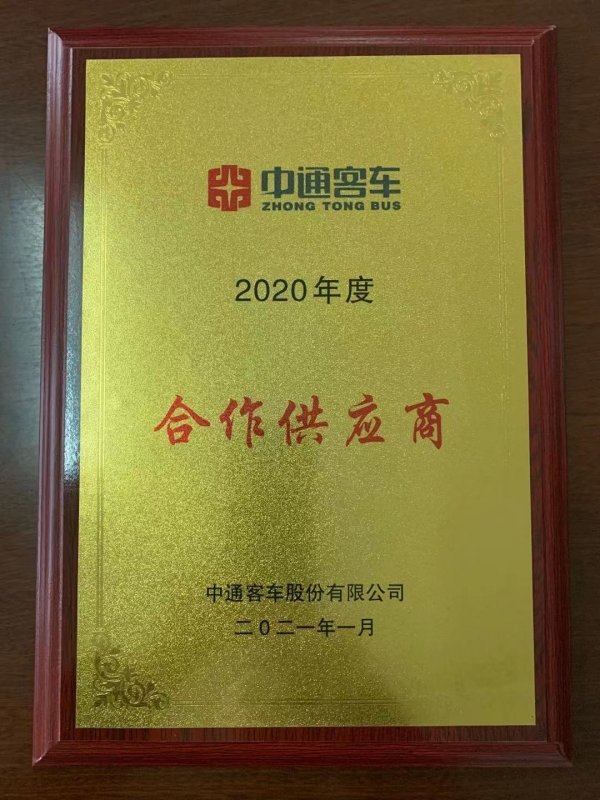 中通客车
ZHONG TONG BUS
2020年度
合作供应商
中通客车股份有限公司
二0二一年一月